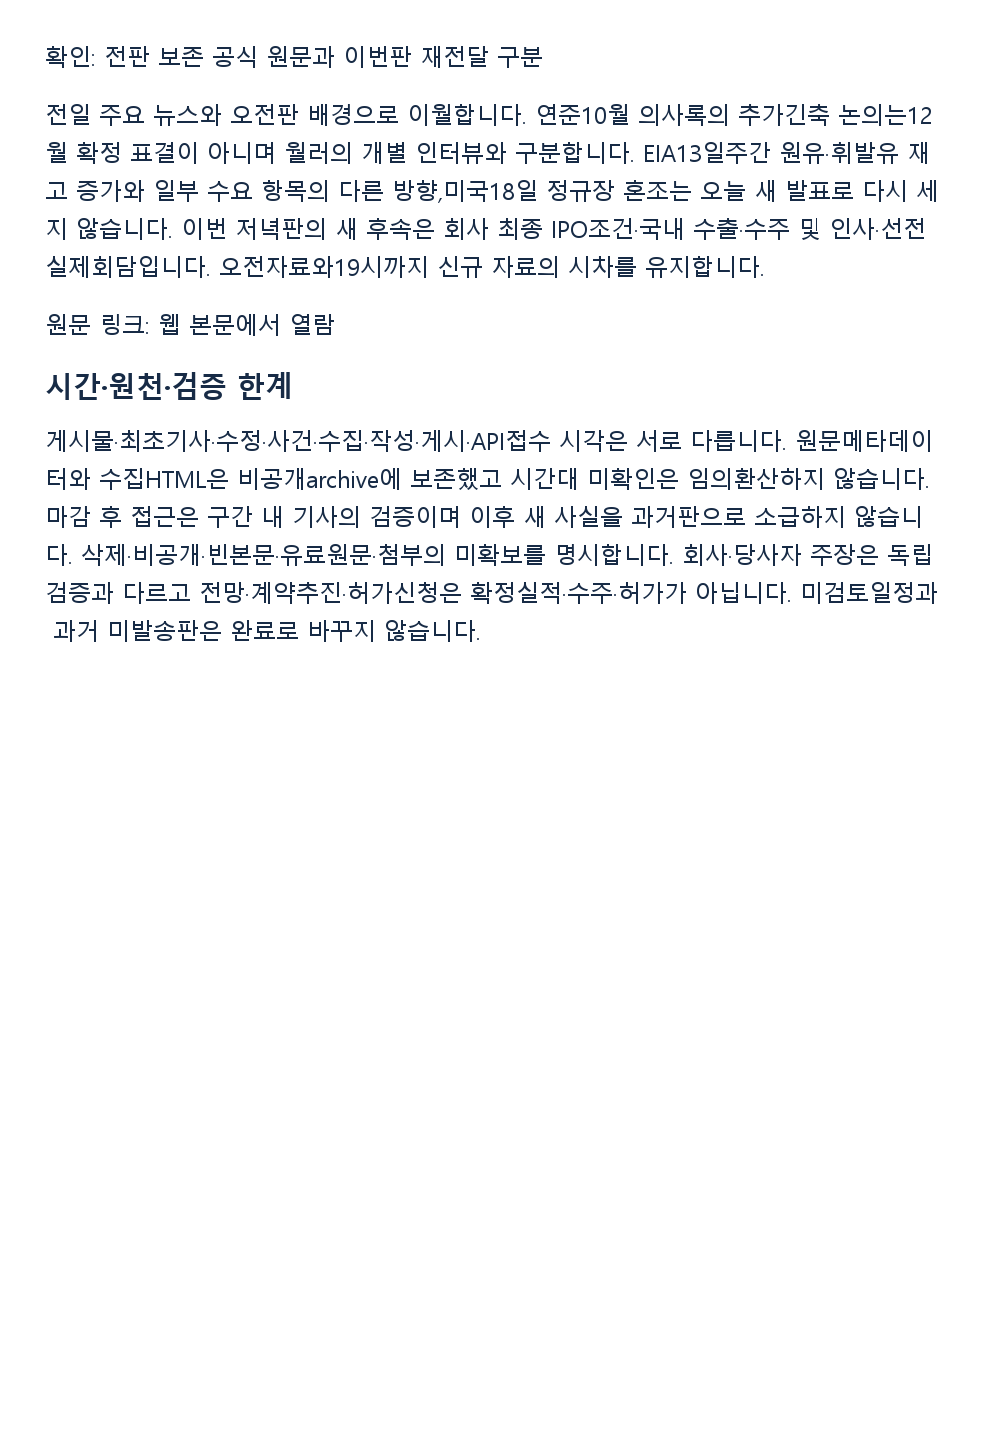 확인: 전판 보존 공식 원문과 이번판 재전달 구분
전일 주요 뉴스와 오전판 배경으로 이월합니다. 연준10월 의사록의 추가긴축 논의는12
월 확정 표결이 아니며 월러의 개별 인터뷰와 구분합니다. EIA13일주간 원유·휘발유 재
고 증가와 일부 수요 항목의 다른 방향,미국18일 정규장 혼조는 오늘 새 발표로 다시 세
지 않습니다. 이번 저녁판의 새 후속은 회사 최종 IPO조건·국내 수출·수주 및 인사·선전
실제회담입니다. 오전자료와19시까지 신규 자료의 시차를 유지합니다.
원문 링크: 웹 본문에서 열람
시간·원천·검증 한계
게시물·최초기사·수정·사건·수집·작성·게시·API접수 시각은 서로 다릅니다. 원문메타데이
터와 수집HTML은 비공개archive에 보존했고 시간대 미확인은 임의환산하지 않습니다.
마감 후 접근은 구간 내 기사의 검증이며 이후 새 사실을 과거판으로 소급하지 않습니
다. 삭제·비공개·빈본문·유료원문·첨부의 미확보를 명시합니다. 회사·당사자 주장은 독립
검증과 다르고 전망·계약추진·허가신청은 확정실적·수주·허가가 아닙니다. 미검토일정과
과거 미발송판은 완료로 바꾸지 않습니다.